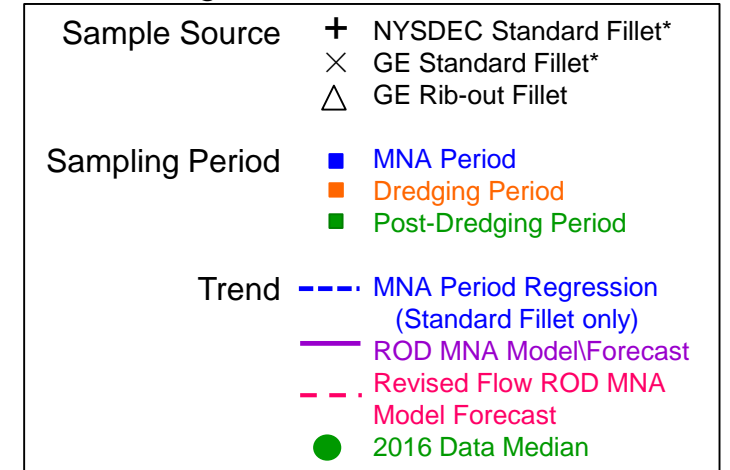 Sample Source
NYSDEC Standard Fillet*
GE Standard Fillet*
GE Rib-out Fillet
Sampling Period
MNA Period
Dredging Period
Post-Dredging Period
Trend
MNA Period Regression
(Standard Fillet only)
ROD MNA Model\Forecast
Revised Flow ROD MNA
Model Forecast
2016 Data Median